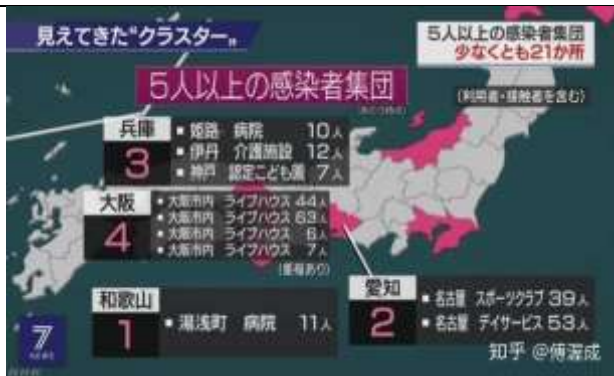 見えてきた"クラスター"
5人以上の感染者集団
少なくとも21か所
5人以上の感染者集団
(利用者・接触者を含む)
兵庫
3
■ 姫路 病院 10人
■ 伊丹 介護施設 12人
■ 神戸 認定こども園 7人
大阪
4
• 大阪市内 ライブハウス 44人
• 大阪市内 ライブハウス 63人
• 大阪市内 ライブハウス 6人
• 大阪市内 ライブハウス 7人
(重複あり)
和歌山
1
■ 湯浅町 病院 11人
愛知
2
■ 名古屋 スポーツクラブ 39人
■ 名古屋 デイサービス 53人
7
NEWS
知乎 @傅渥成